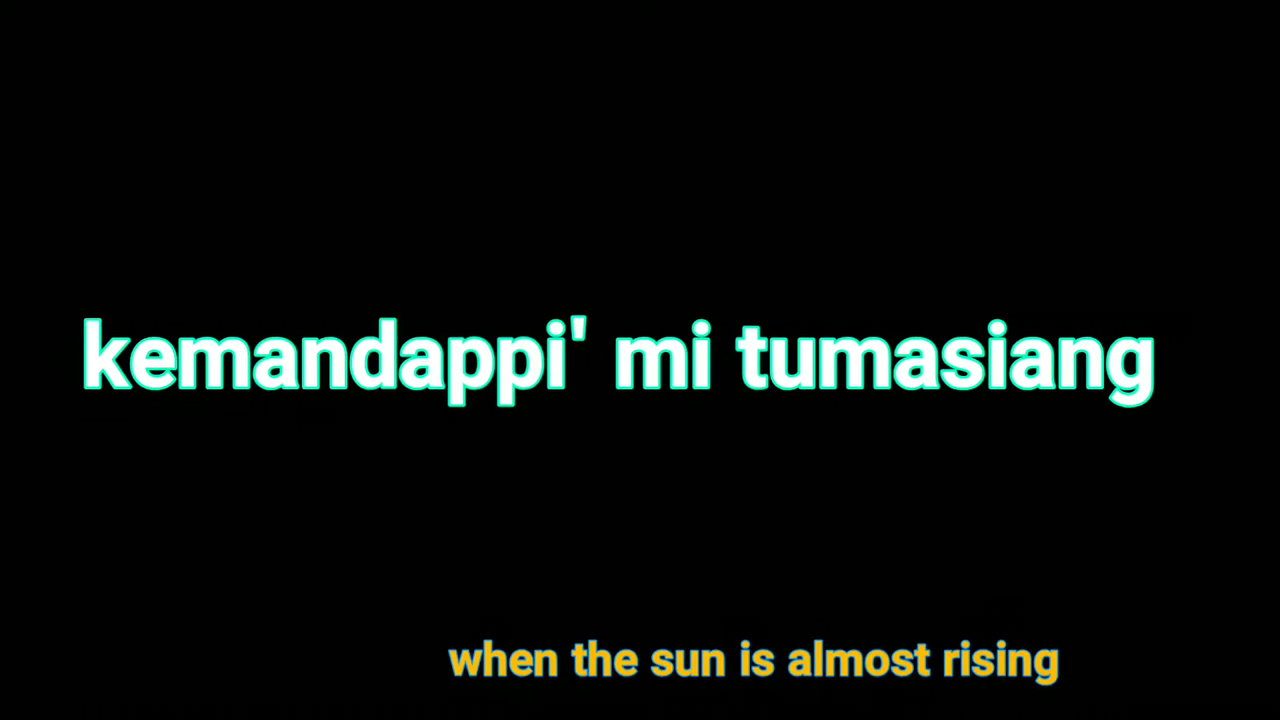 kemandappi' mi tumasiang
when the sun is almost rising